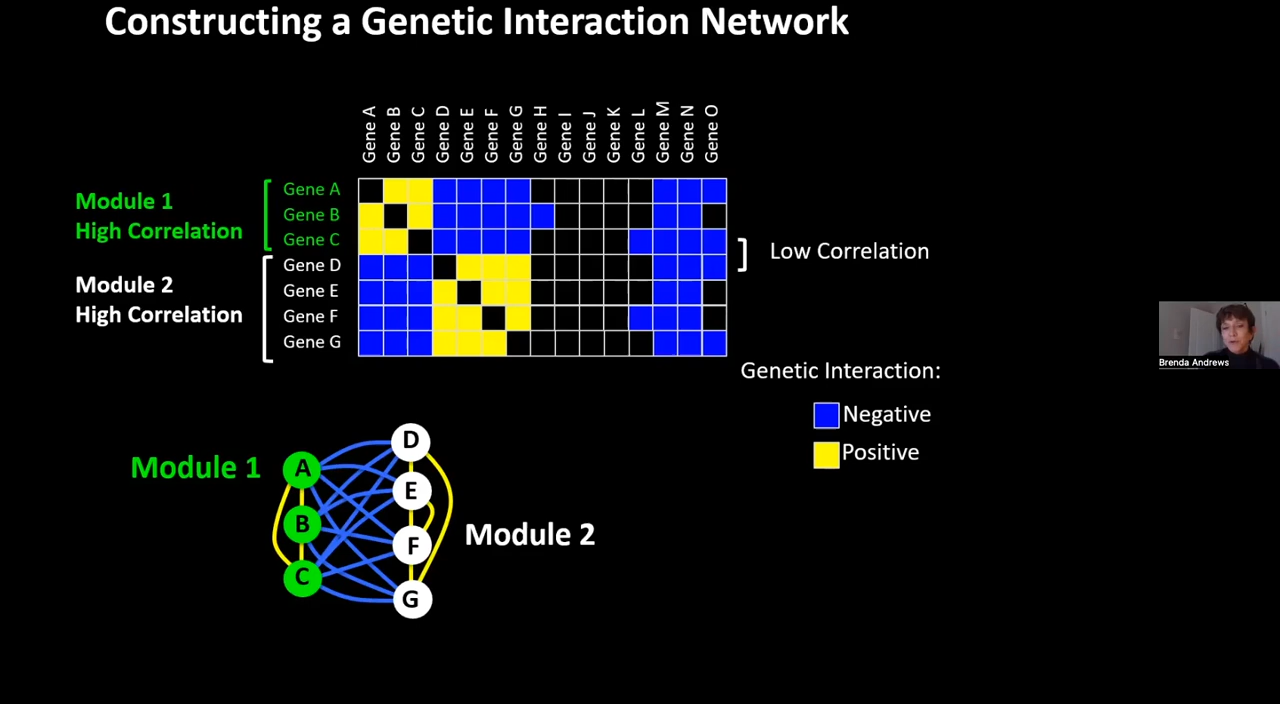 Constructing a Genetic Interaction Network
Gene A
Gene B
Gene C
Gene D
Gene E
Gene F
Gene G
Gene H
Gene I
Gene J
Gene K
Gene L
Gene M
Gene N
Gene O
Module 1
High Correlation
Module 2
High Correlation
Gene A
Gene B
Gene C
Gene D
Gene E
Gene F
Gene G
Low Correlation
Genetic Interaction:
Negative
Positive
Brenda Andrews
Module 1
A
B
C
D
E
F
G
Module 2